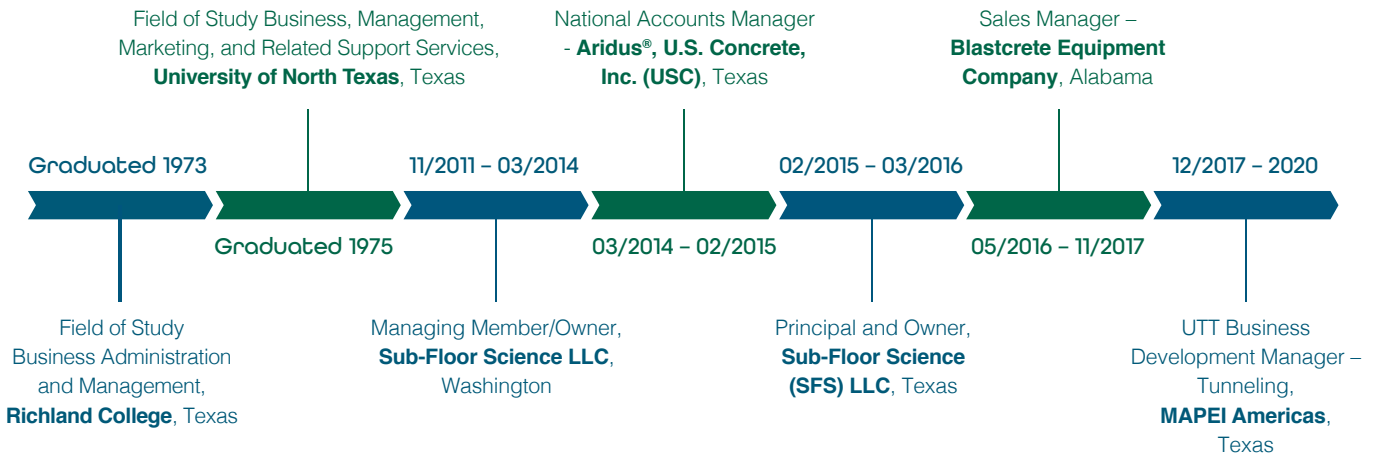 Field of Study Business, Management,
Marketing, and Related Support Services,
University of North Texas, Texas
National Accounts Manager
- Aridus®, U.S. Concrete,
Inc. (USC), Texas
Sales Manager –
Blastcrete Equipment
Company, Alabama
Graduated 1973
11/2011 – 03/2014
02/2015 – 03/2016
12/2017 – 2020
Graduated 1975
03/2014 – 02/2015
05/2016 – 11/2017
Field of Study
Business Administration
and Management,
Richland College, Texas
Managing Member/Owner,
Sub-Floor Science LLC,
Washington
Principal and Owner,
Sub-Floor Science
(SFS) LLC, Texas
UTT Business
Development Manager –
Tunneling,
MAPEI Americas,
Texas